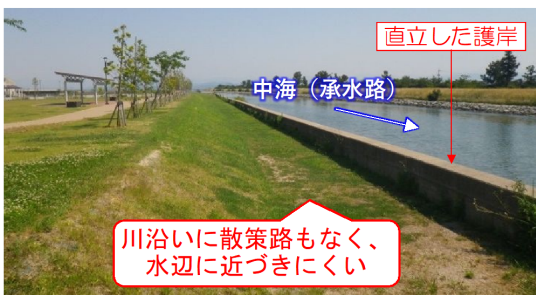 直立した護岸
中海（承水路）
川沿いに散策路もなく、
水辺に近づきにくい